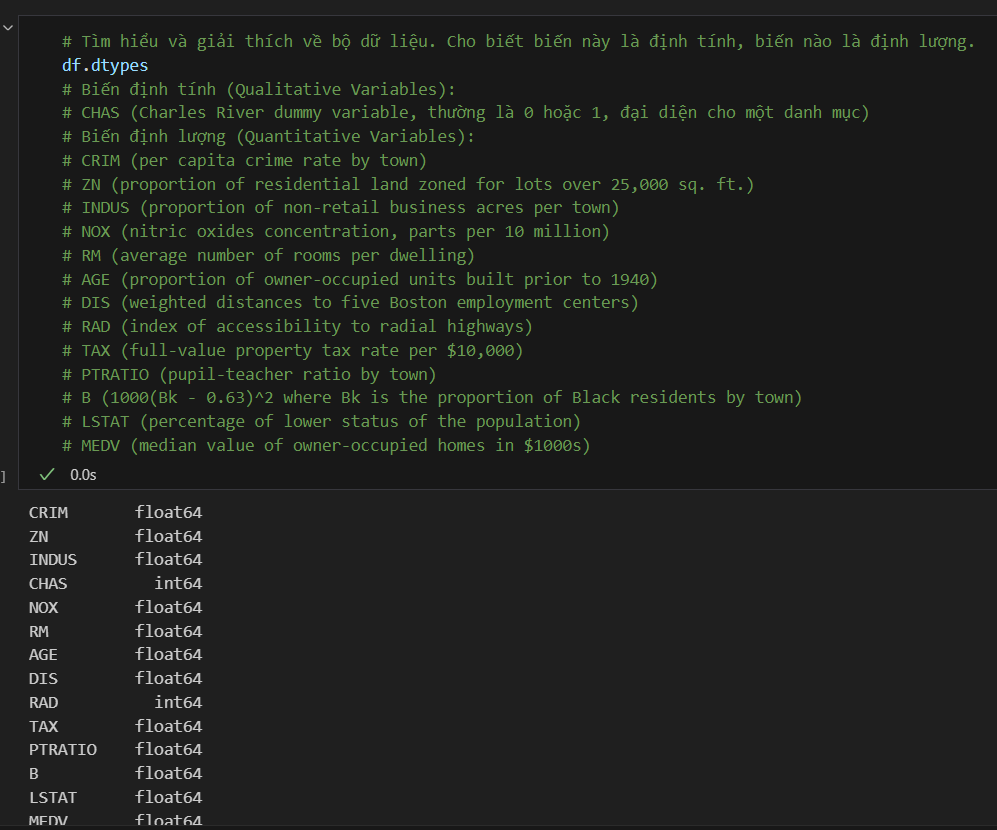 # Tìm hiểu và giải thích về bộ dữ liệu. Cho biết biến này là định tính, biến nào là định lượng.
df.dtypes
# Biến định tính (Qualitative Variables):
# CHAS (Charles River dummy variable, thường là 0 hoặc 1, đại diện cho một danh mục)
# Biến định lượng (Quantitative Variables):
# CRIM (per capita crime rate by town)
# ZN (proportion of residential land zoned for lots over 25,000 sq. ft.)
# INDUS (proportion of non-retail business acres per town)
# NOX (nitric oxides concentration, parts per 10 million)
# RM (average number of rooms per dwelling)
# AGE (proportion of owner-occupied units built prior to 1940)
# DIS (weighted distances to five Boston employment centers)
# RAD (index of accessibility to radial highways)
# TAX (full-value property tax rate per $10,000)
# PTRATIO (pupil-teacher ratio by town)
# B (1000(Bk - 0.63)^2 where Bk is the proportion of Black residents by town)
# LSTAT (percentage of lower status of the population)
# MEDV (median value of owner-occupied homes in $1000s)
] ✓ 0.0s
CRIM float64
ZN float64
INDUS float64
CHAS int64
NOX float64
RM float64
AGE float64
DIS float64
RAD int64
TAX float64
PTRATIO float64
B float64
LSTAT float64
MEDV float64